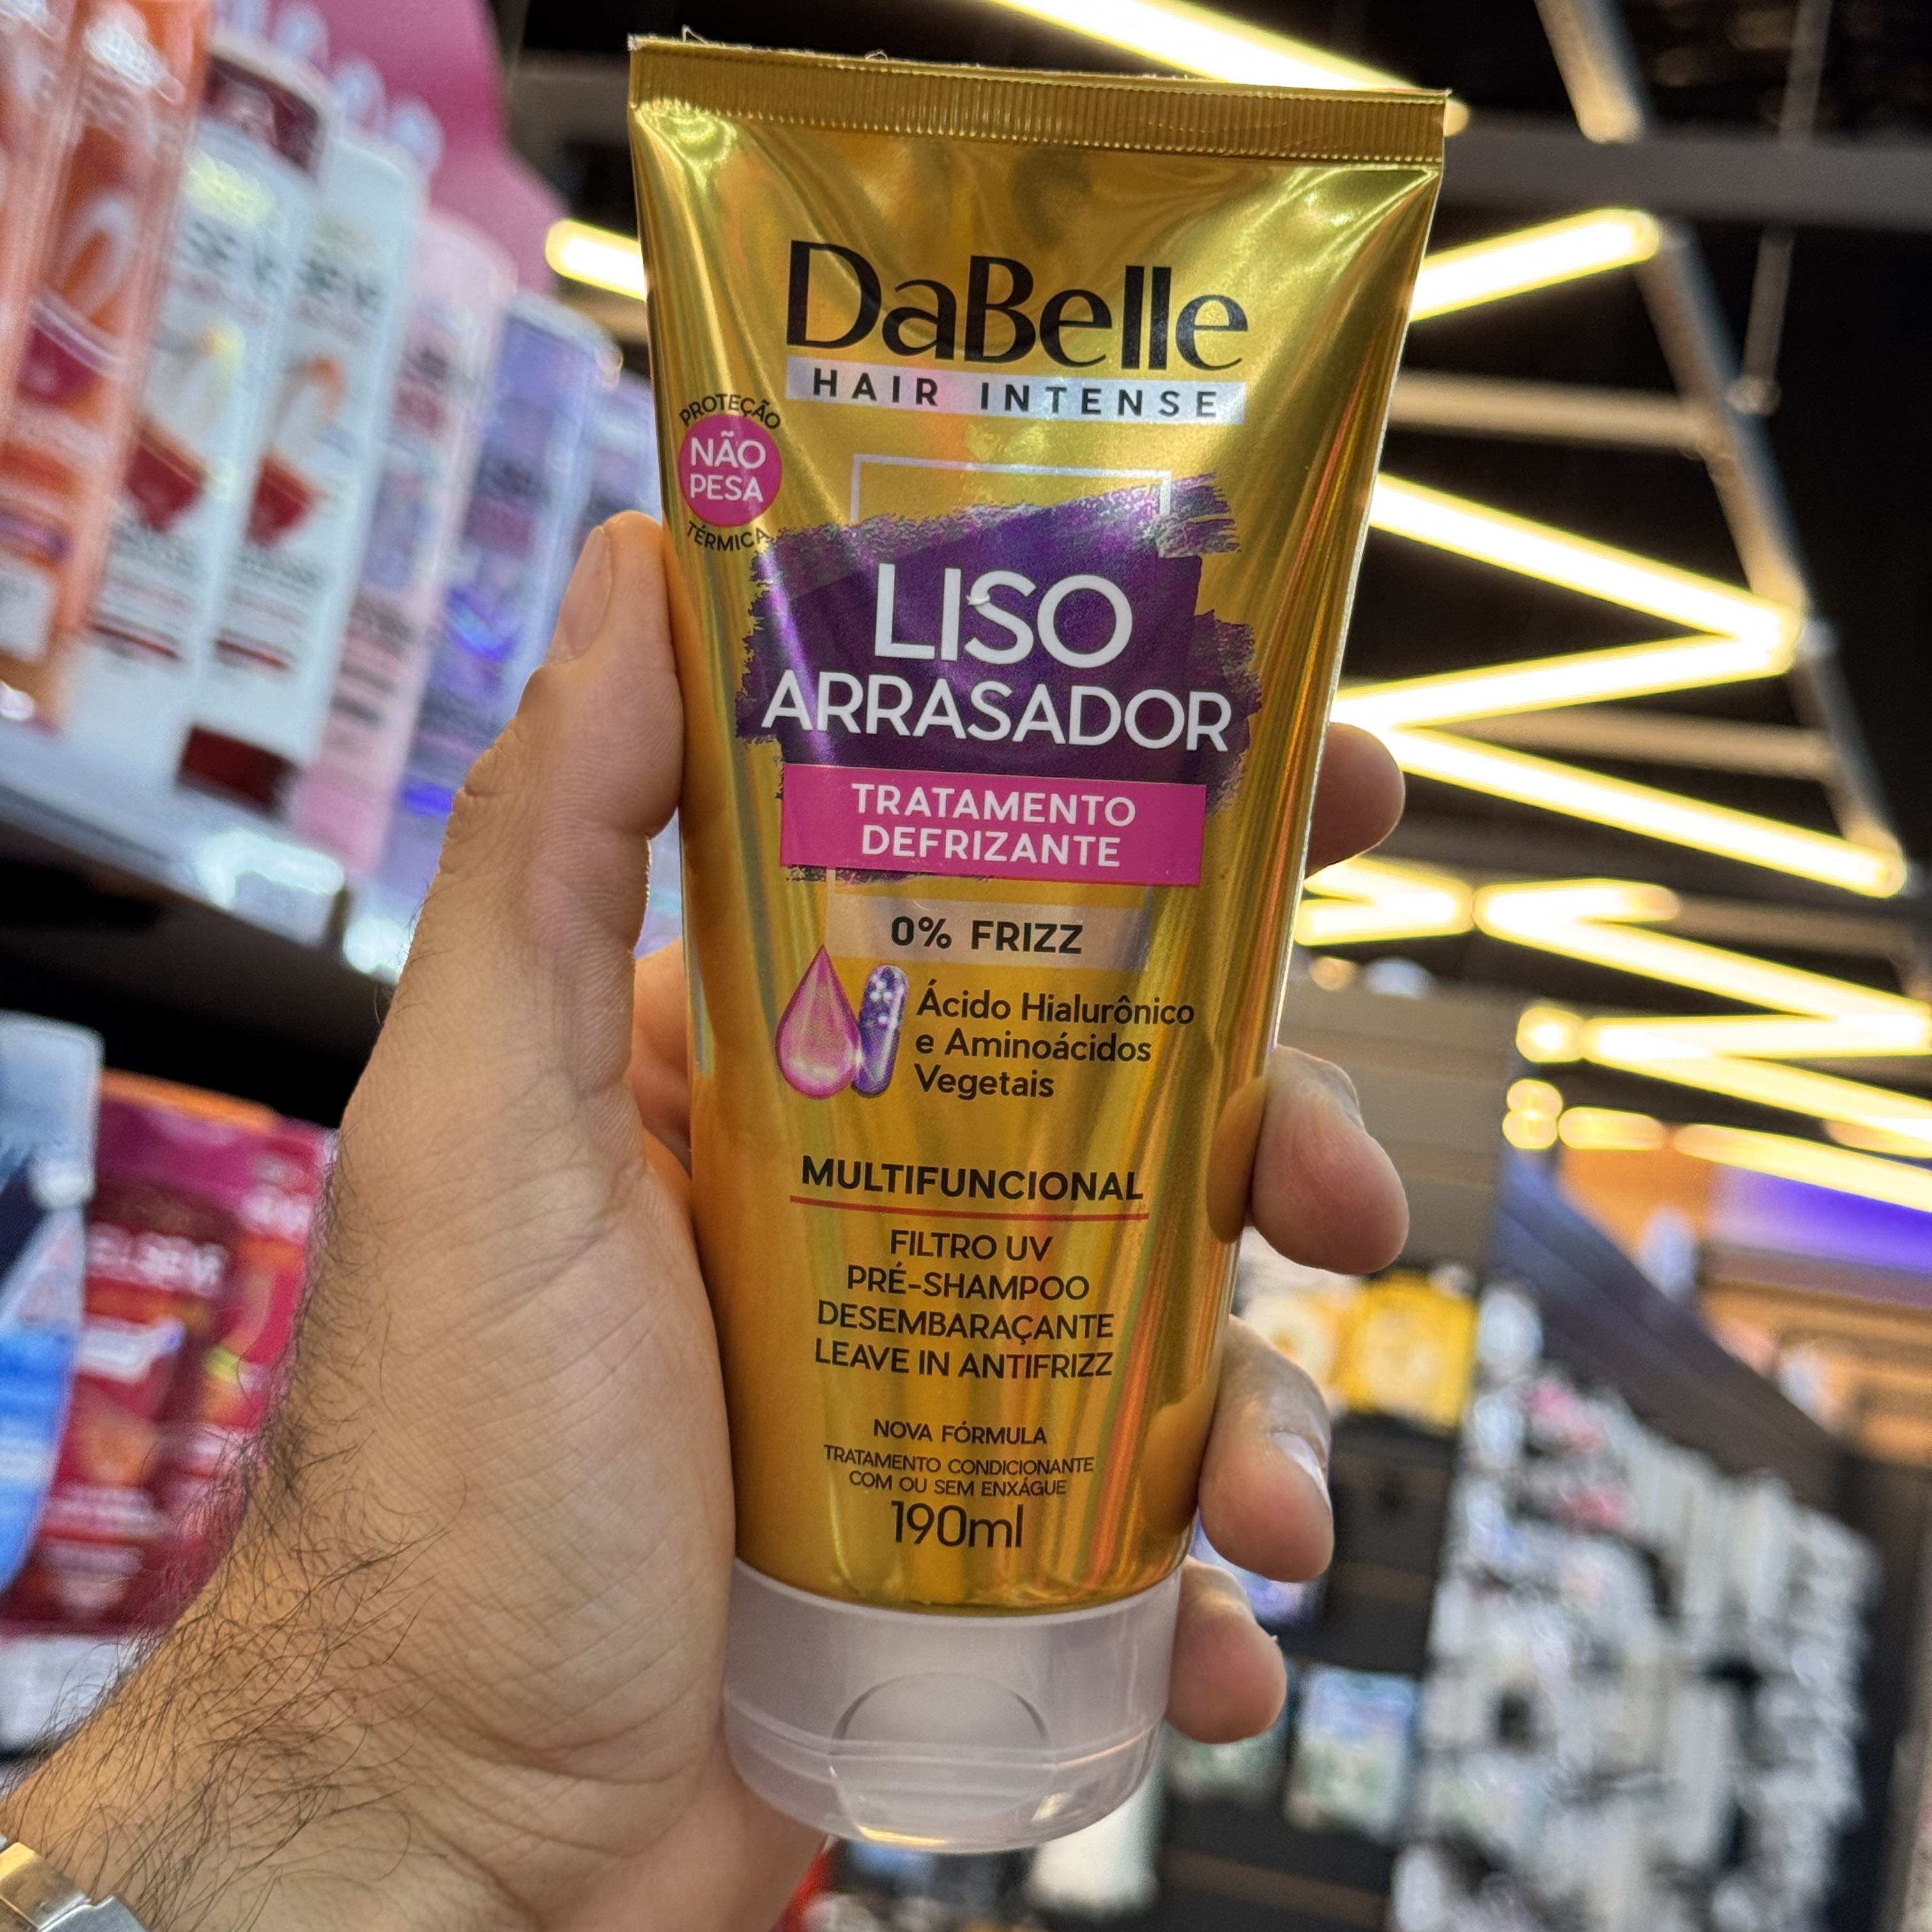 DaBelle
HAIR INTENSE
PROTEÇÃO
NÃO
PESA
TÉRMICA
LISO
ARRASADOR
TRATAMENTO
DEFRIZANTE
0% FRIZZ
Ácido Hialurônico
e Aminoácidos
Vegetais
MULTIFUNCIONAL
FILTRO UV
PRÉ-SHAMPOO
DESEMBARAÇANTE
LEAVE IN ANTIFRIZZ
NOVA FÓRMULA
TRATAMENTO CONDICIONANTE
COM OU SEM ENXÁGUE
190ml